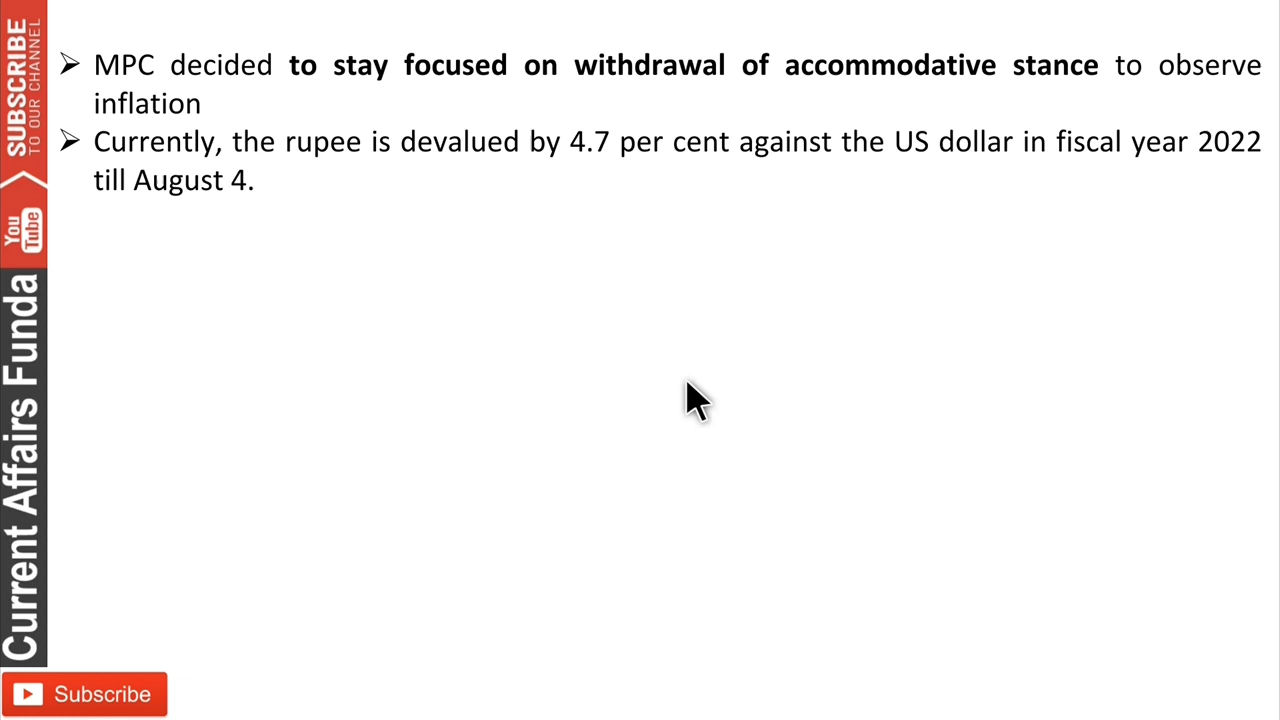 ➢ MPC decided to stay focused on withdrawal of accommodative stance to observe
inflation
➢ Currently, the rupee is devalued by 4.7 per cent against the US dollar in fiscal year 2022
till August 4.
SUBSCRIBE
TO OUR CHANNEL
You
Tube
Current Affairs Funda
Subscribe